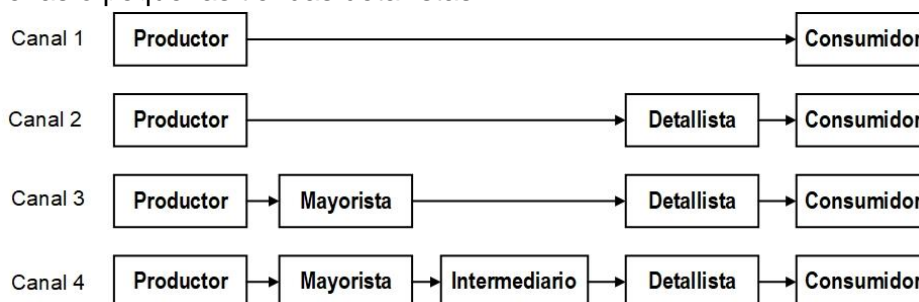 Canal 1 Productor Consumidor
Canal 2 Productor Detallista Consumidor
Canal 3 Productor Mayorista Detallista Consumidor
Canal 4 Productor Mayorista Intermediario Detallista Consumidor